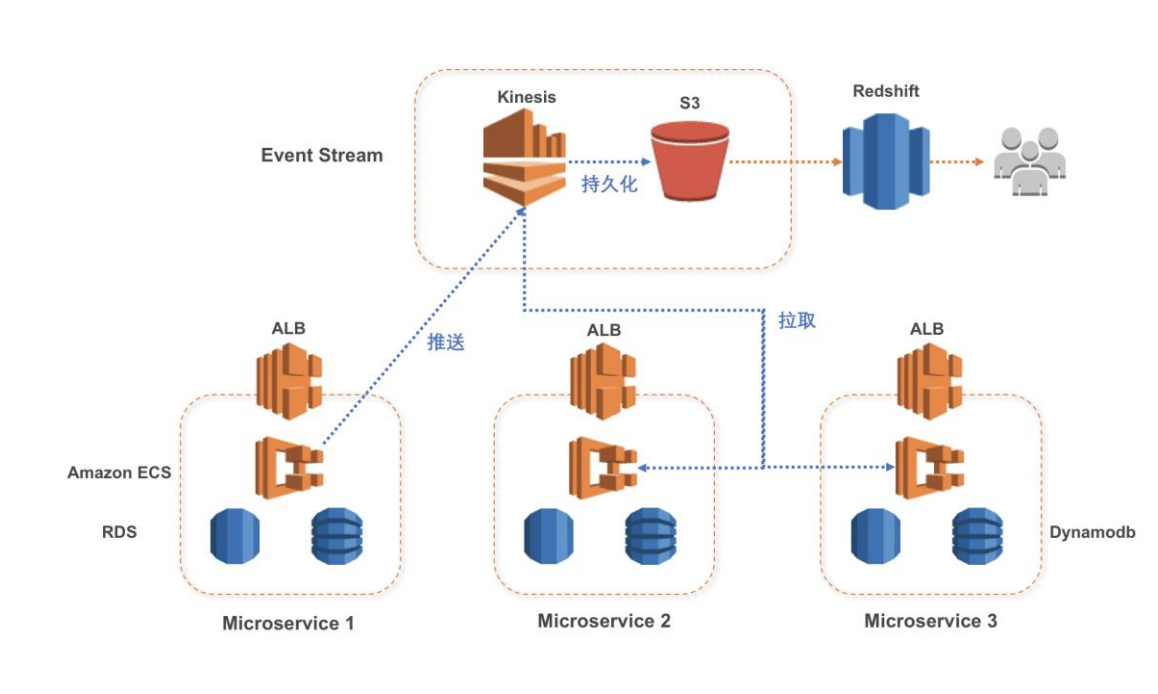 Kinesis
S3
Redshift
Event Stream
持久化
推送
拉取
ALB
ALB
ALB
Amazon ECS
RDS
Dynamodb
Microservice 1
Microservice 2
Microservice 3